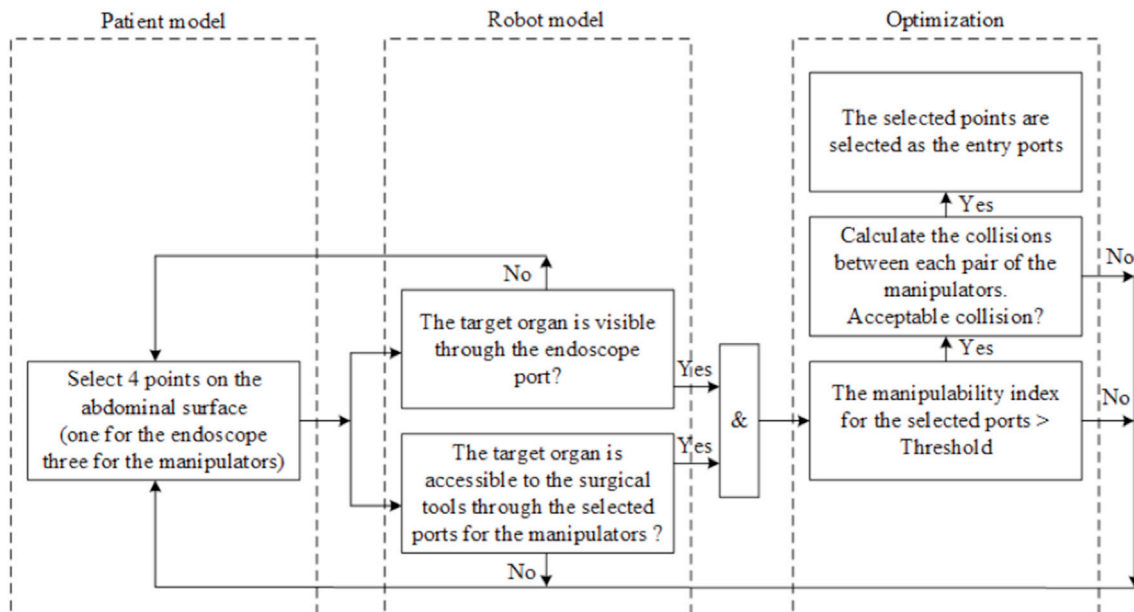 Patient model
Robot model
Optimization
The selected points are
selected as the entry ports
Yes
Calculate the collisions
between each pair of the
manipulators.
Acceptable collision?
No
No
The target organ is visible
through the endoscope
port?
Yes
Yes
Select 4 points on the
abdominal surface
(one for the endoscope
three for the manipulators)
&
The manipulability index
for the selected ports >
Threshold
No
The target organ is
accessible to the surgical
tools through the selected
ports for the manipulators ?
Yes
No